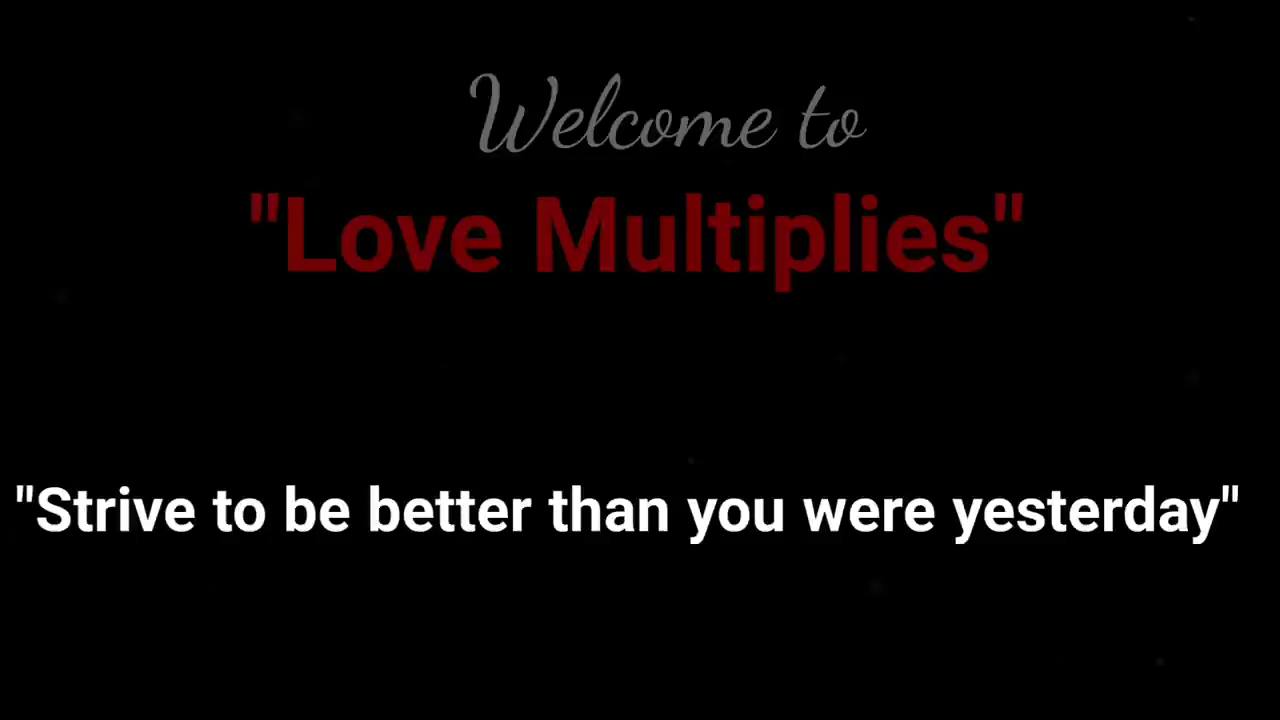 Welcome to
"Love Multiplies"
"Strive to be better than you were yesterday"